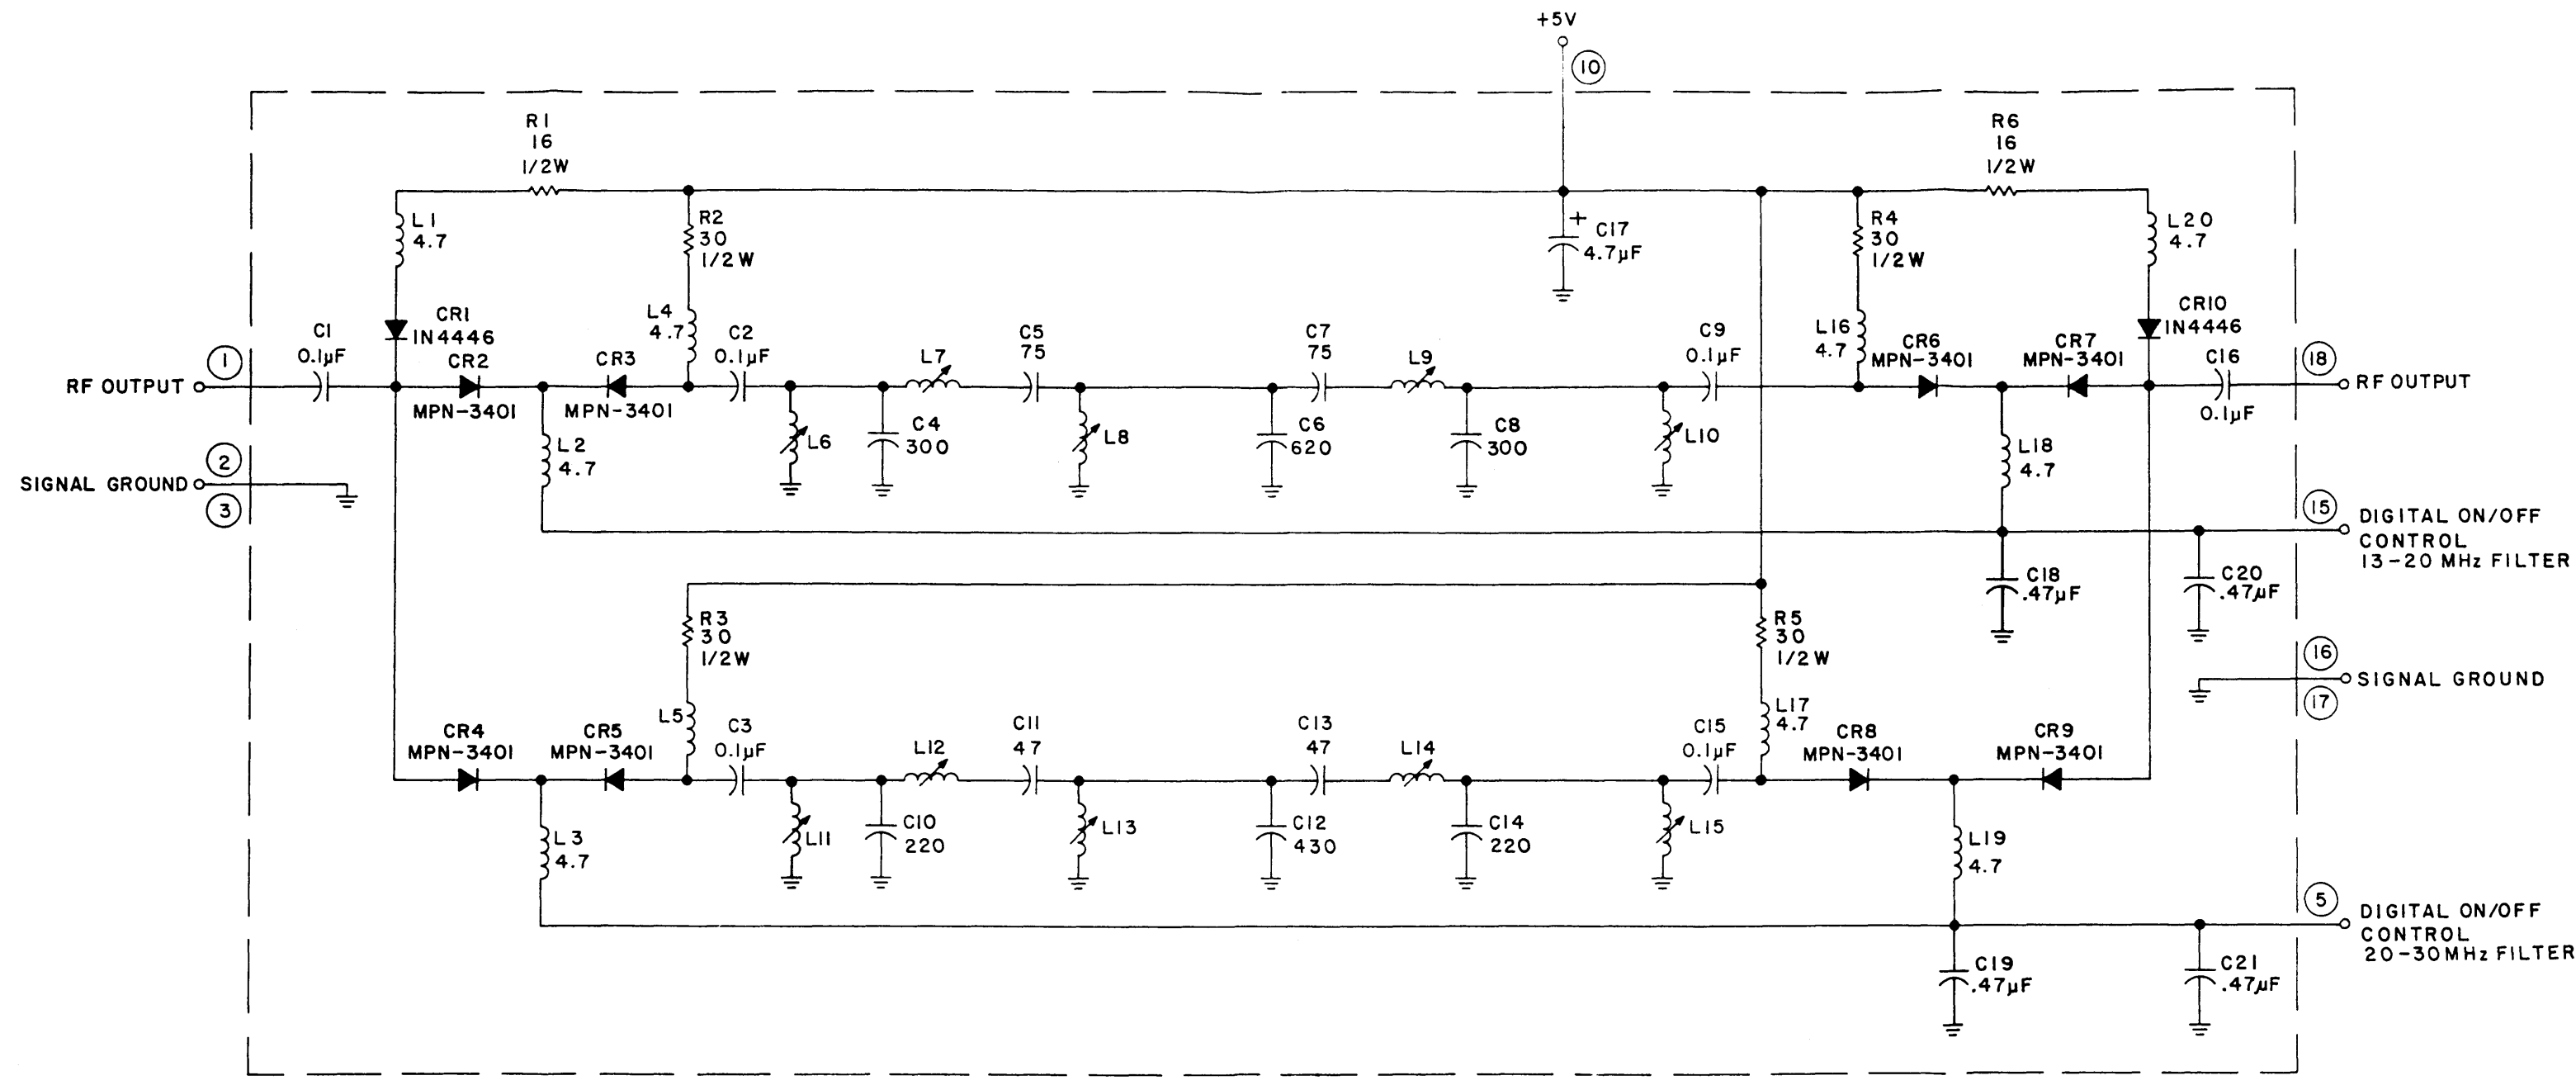 +5V
10
R1
16
1/2W
R6
16
1/2W
L1
4.7
R2
30
1/2W
C17
4.7µF
+
R4
30
1/2W
L20
4.7
CR1
IN4446
L4
4.7
L16
4.7
CR10
IN4446
RF OUTPUT
1
C1
0.1µF
CR2
MPN-3401
CR3
MPN-3401
C2
0.1µF
L7
C5
75
C7
75
L9
C9
0.1µF
CR6
MPN-3401
CR7
MPN-3401
C16
0.1µF
18
RF OUTPUT
L2
4.7
L6
C4
300
L8
C6
620
C8
300
L10
L18
4.7
SIGNAL GROUND
2
3
15
DIGITAL ON/OFF
CONTROL
13-20 MHz FILTER
C18
.47µF
C20
.47µF
R3
30
1/2W
R5
30
1/2W
16
SIGNAL GROUND
17
L5
L17
4.7
CR4
MPN-3401
CR5
MPN-3401
C3
0.1µF
L12
C11
47
C13
47
L14
C15
0.1µF
CR8
MPN-3401
CR9
MPN-3401
L3
4.7
L11
C10
220
L13
C12
430
C14
220
L15
L19
4.7
5
DIGITAL ON/OFF
CONTROL
20-30MHz FILTER
C19
.47µF
C21
.47µF